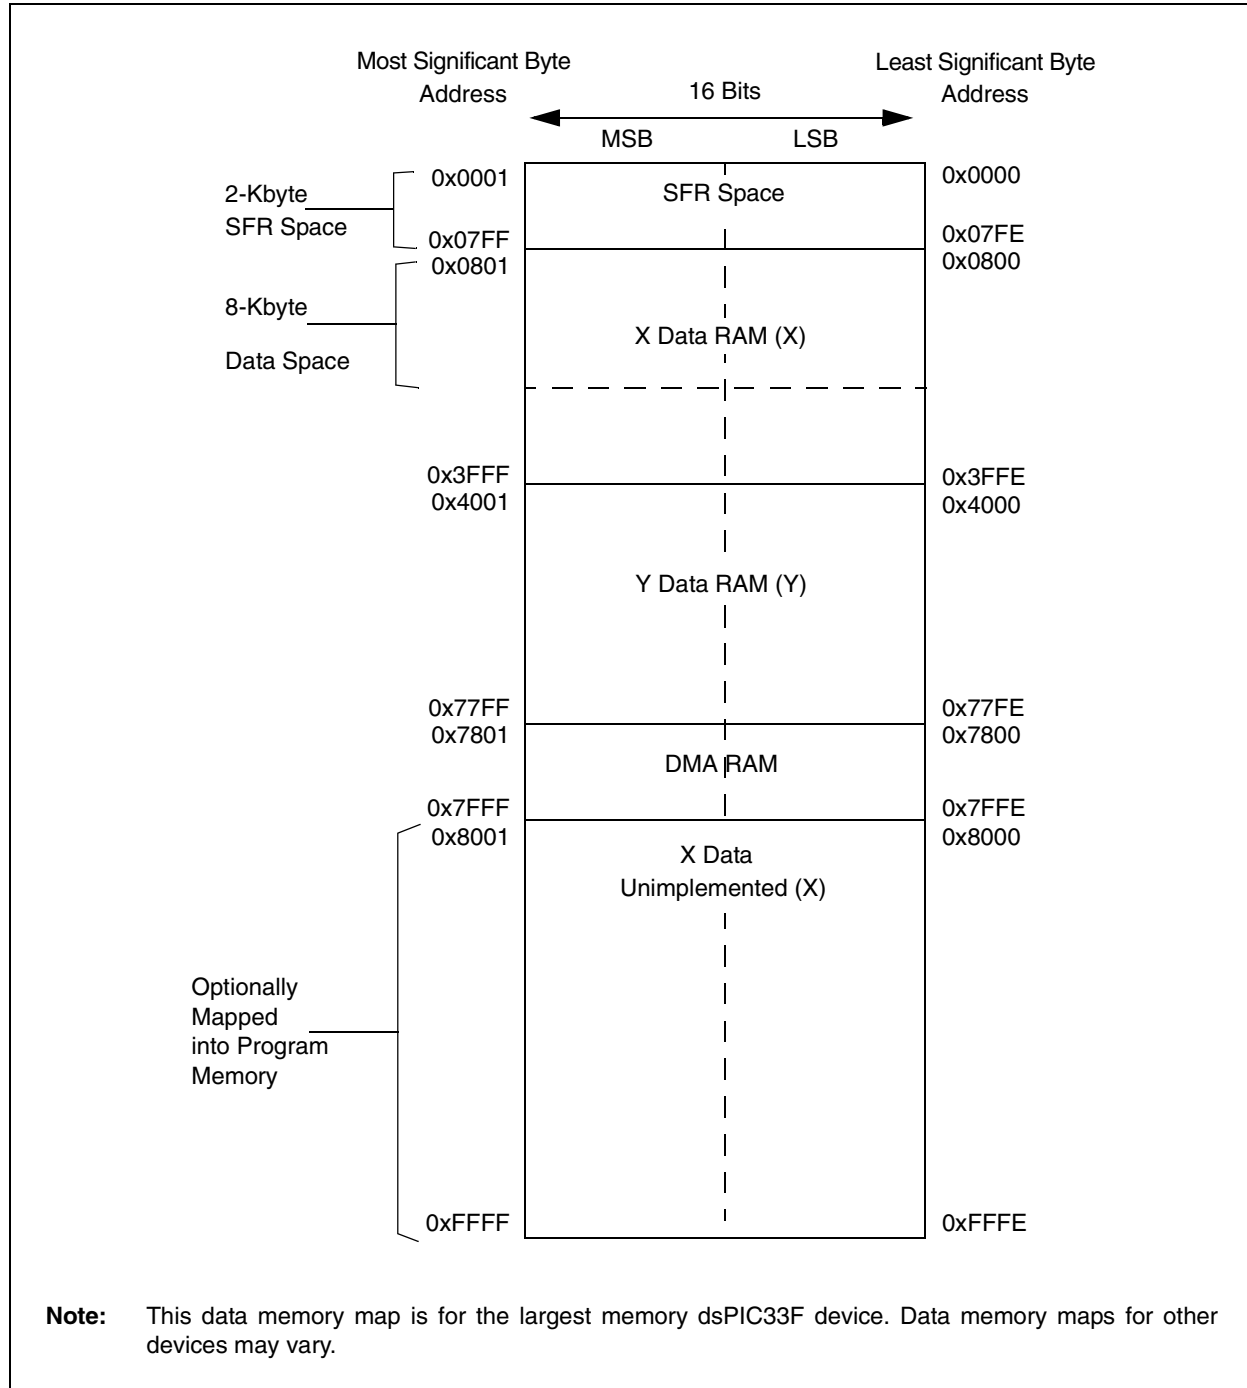 Most Significant Byte
Address
16 Bits
Least Significant Byte
Address
MSB
LSB
2-Kbyte
SFR Space
0x0001
SFR Space
0x0000
0x07FF
0x07FE
0x0801
0x0800
8-Kbyte
Data Space
X Data RAM (X)
0x3FFF
0x3FFE
0x4001
0x4000
Y Data RAM (Y)
0x77FF
0x77FE
0x7801
0x7800
DMA RAM
0x7FFF
0x7FFE
0x8001
0x8000
X Data
Unimplemented (X)
Optionally
Mapped
into Program
Memory
0xFFFF
0xFFFE
Note: This data memory map is for the largest memory dsPIC33F device. Data memory maps for other
devices may vary.